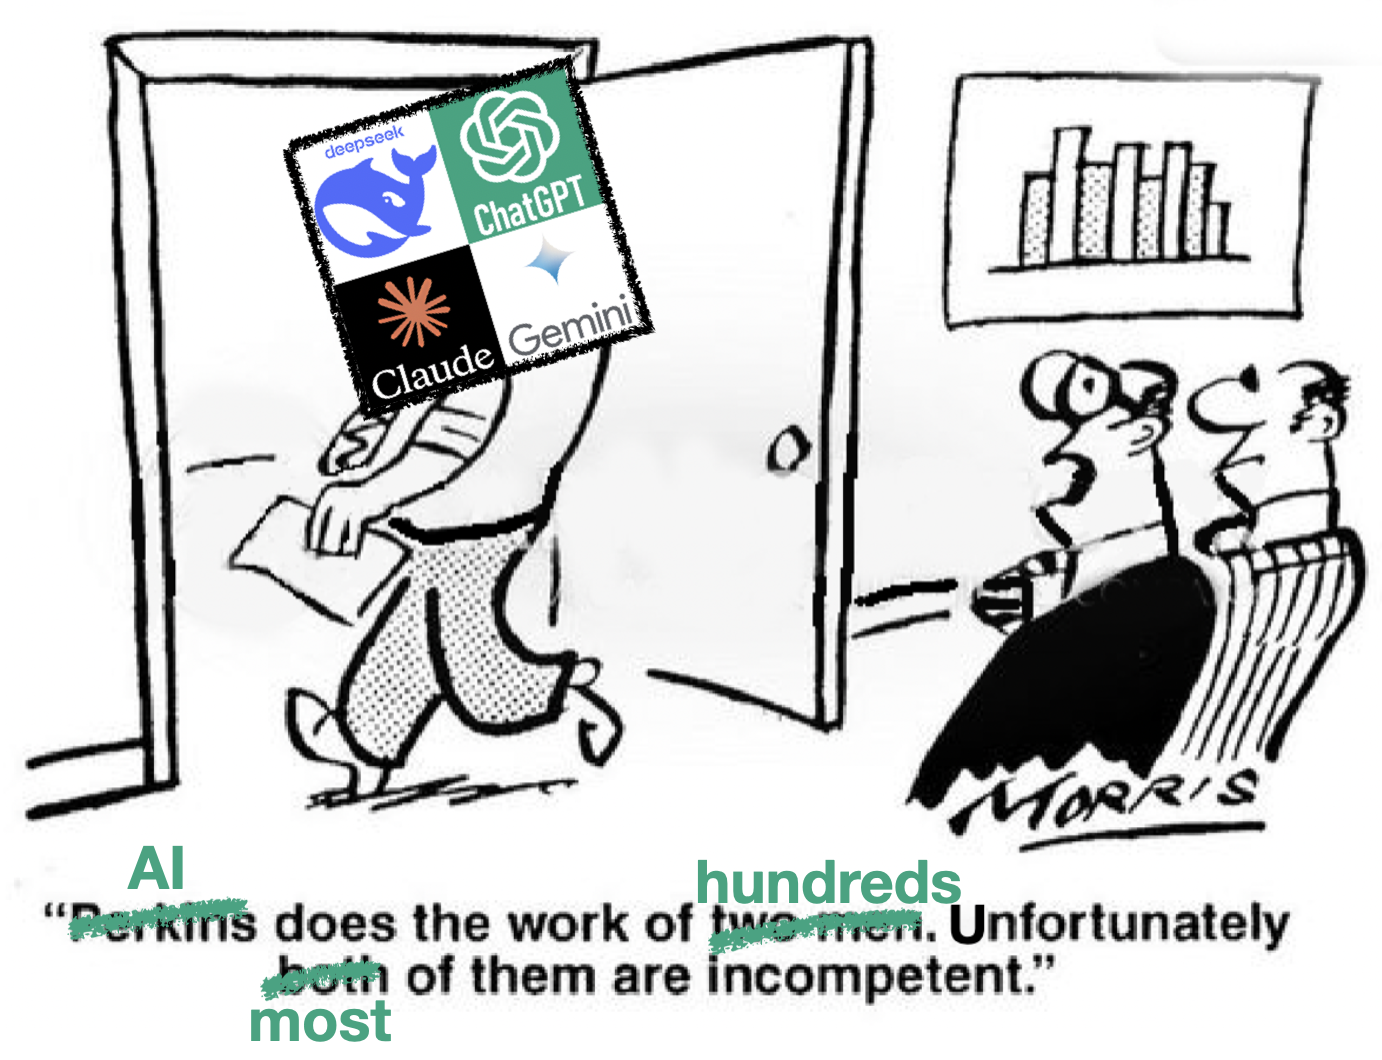 deepseek
ChatGPT
Claude
Gemini
MORRIS
AI
hundreds
“Perkins does the work of two men. Unfortunately
both of them are incompetent.”
most